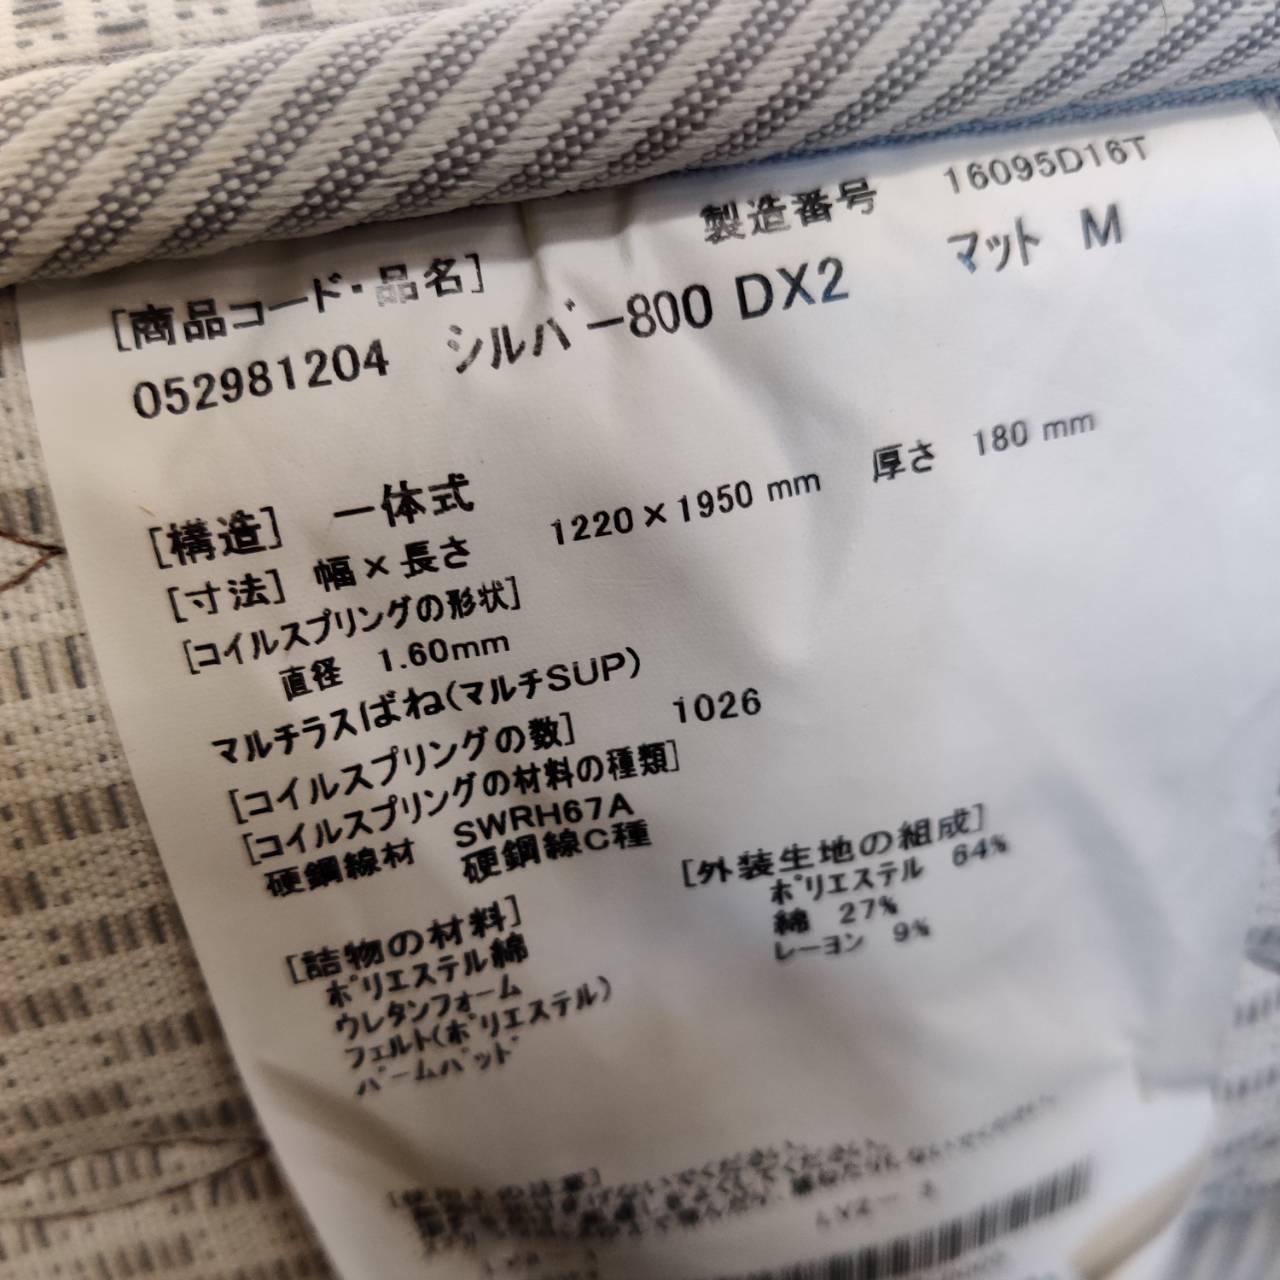 製造番号 16095D16T
[商品コード・品名]
052981204 シルバー800 DX2 マット M
[構造] 一体式
[寸法] 幅×長さ 1220×1950 mm 厚さ 180 mm
[コイルスプリングの形状]
直径 1.60mm
マルチラスばね(マルチSUP)
[コイルスプリングの数] 1026
[コイルスプリングの材料の種類]
硬鋼線材 SWRH67A
硬鋼線C種
[外装生地の組成]
ポリエステル 64%
綿 27%
レーヨン 9%
[詰物の材料]
ポリエステル綿
ウレタンフォーム
フェルト(ポリエステル)
パームパッド